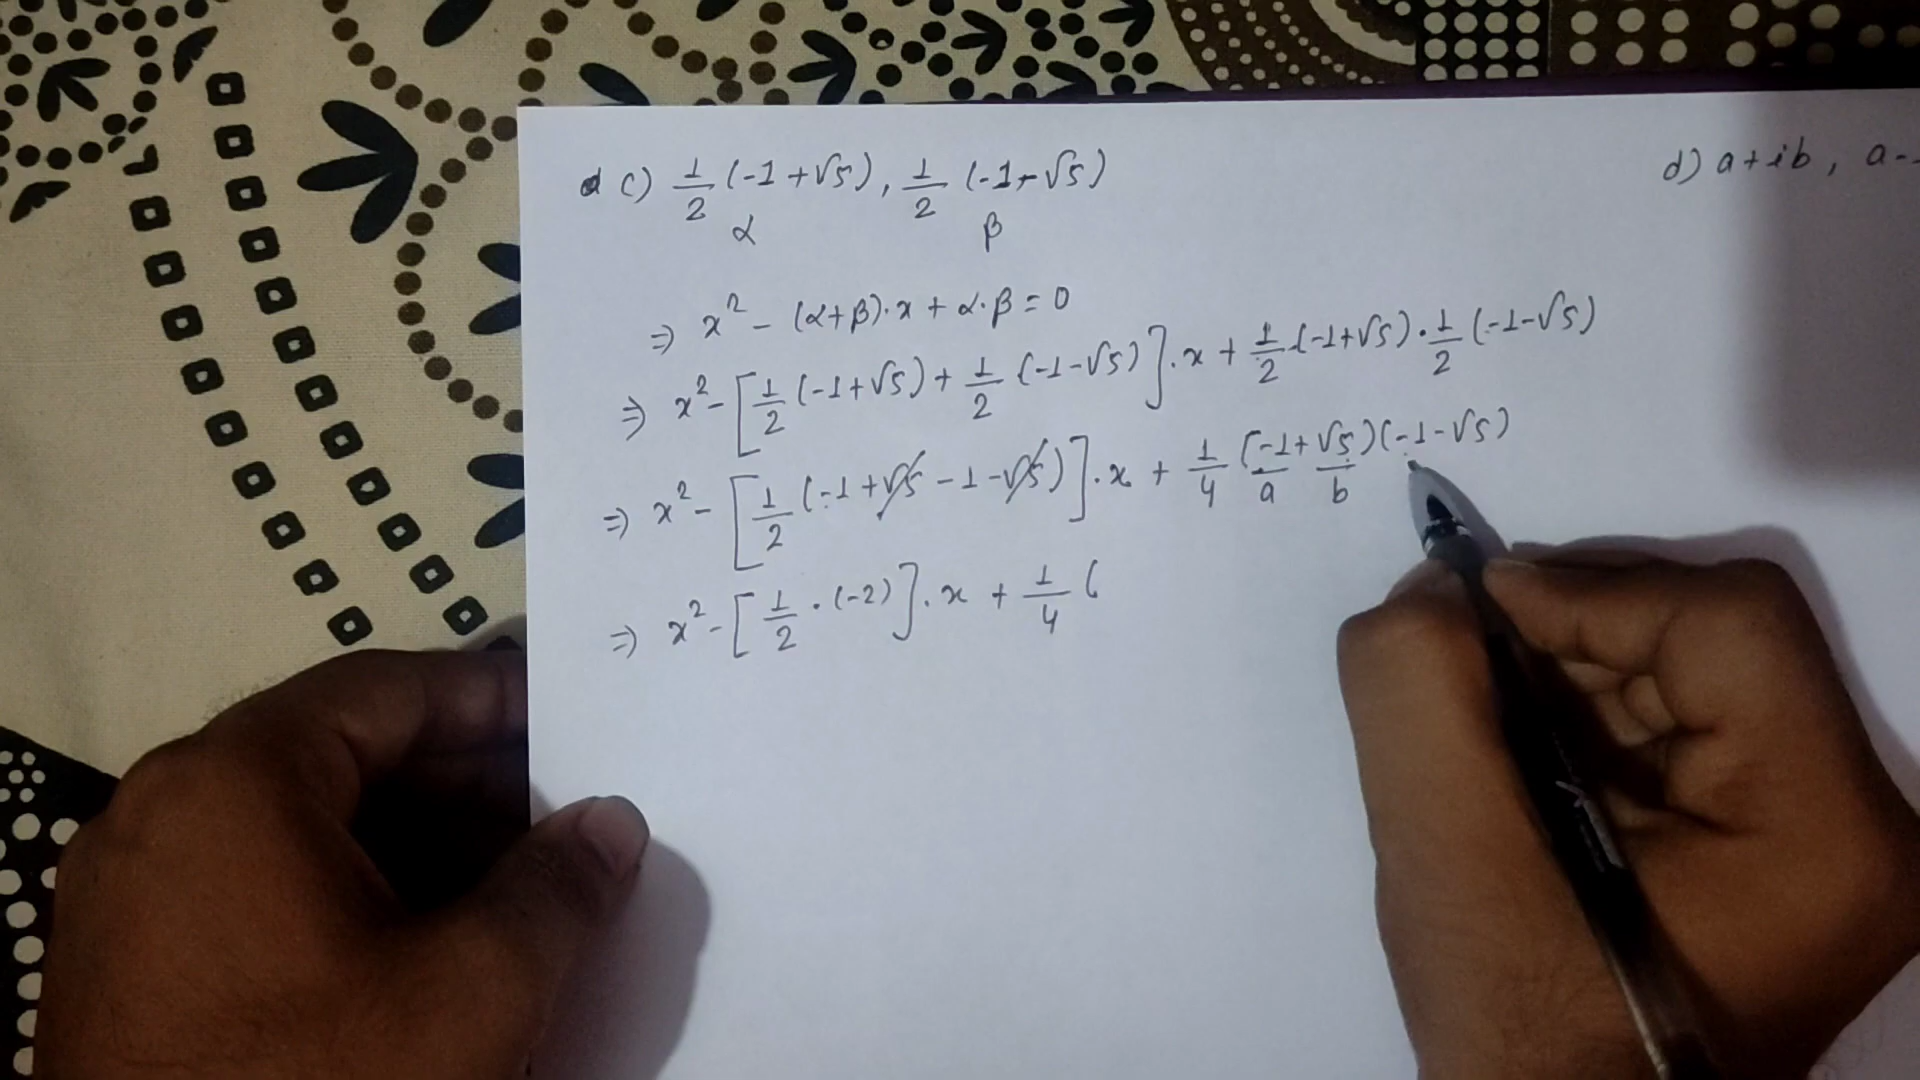 c) 1/2 (-1+√5), 1/2 (-1-√5)
α β
⇒ x² - (α+β)·x + α·β = 0
⇒ x² - [1/2 (-1+√5) + 1/2 (-1-√5)]·x + 1/2 (-1+√5)·1/2 (-1-√5)
⇒ x² - [1/2 (-1+√5 -1-√5)]·x + 1/4 (-1+√5)(-1-√5)
a b
⇒ x² - [1/2 · (-2)]·x + 1/4 (
d) a+ib, a-